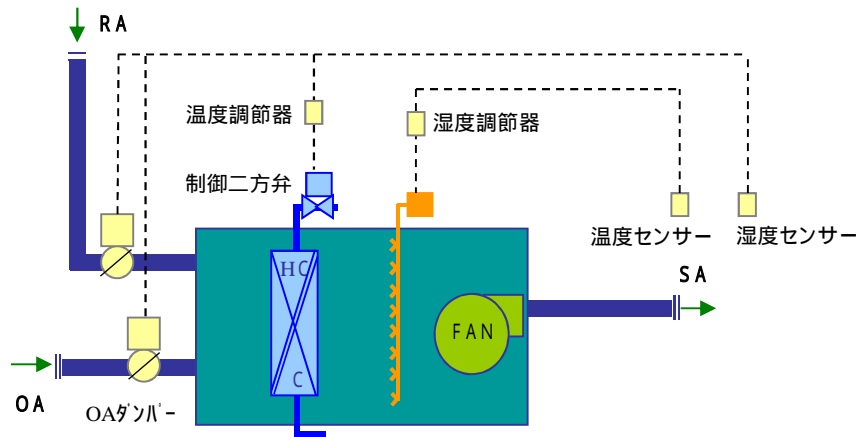 RA
温度調節器
湿度調節器
制御二方弁
温度センサー
湿度センサー
HC
SA
FAN
C
OA
OAダンパー